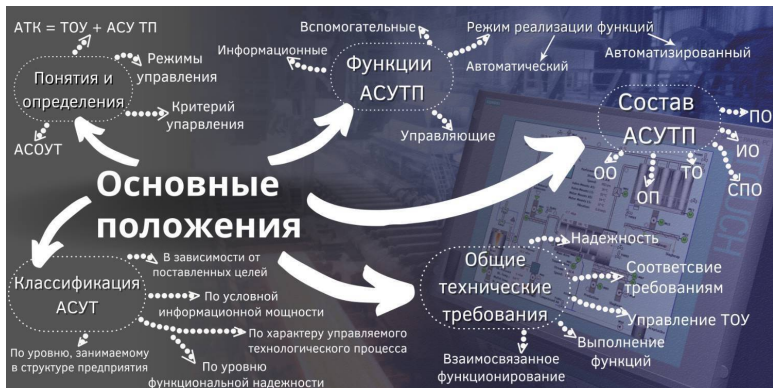 АТК = ТОУ + АСУ ТП
Понятия и
определения
Режимы
управления
Критерий
упарвления
АСОУТ
Вспомогательные
Информационные
Функции
АСУТП
Режим реализации функций
Автоматический
Автоматизированный
Управляющие
Состав
АСУТП
ПО
ИО
СПО
ТО
ОП
ОО
Основные
положения
Классификация
АСУТ
В зависимости от
поставленных целей
По условной
информационной мощности
По характеру управляемого
технологического процесса
По уровню
функциональной надежности
По уровню, занимаемому
в структуре предприятия
Общие
технические
требования
Надежность
Соответсвие
требованиям
Управление ТОУ
Выполнение
функций
Взаимосвязанное
функционирование
TOUCH